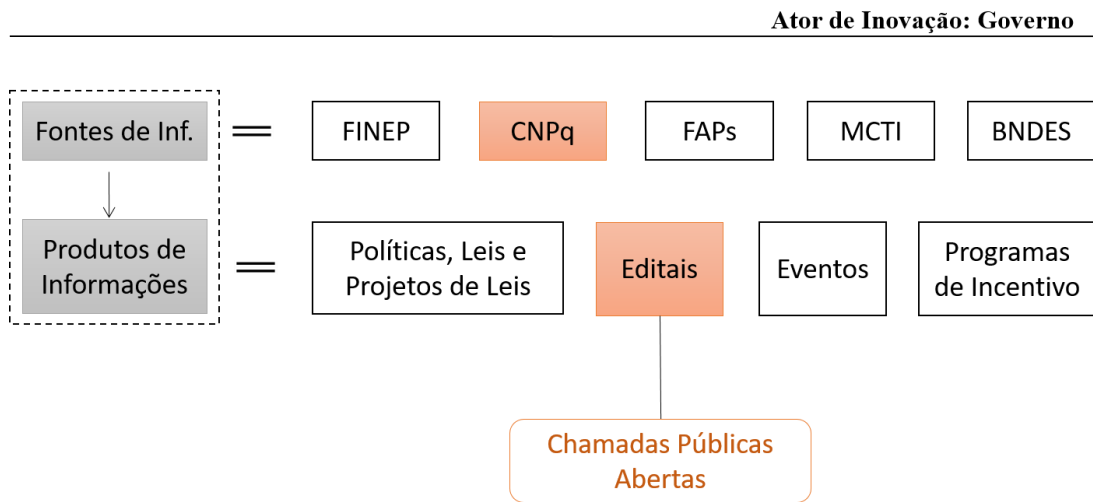 Ator de Inovação: Governo
Fontes de Inf.
=
FINEP
CNPq
FAPs
MCTI
BNDES
Produtos de
Informações
=
Políticas, Leis e
Projetos de Leis
Editais
Eventos
Programas
de Incentivo
Chamadas Públicas
Abertas